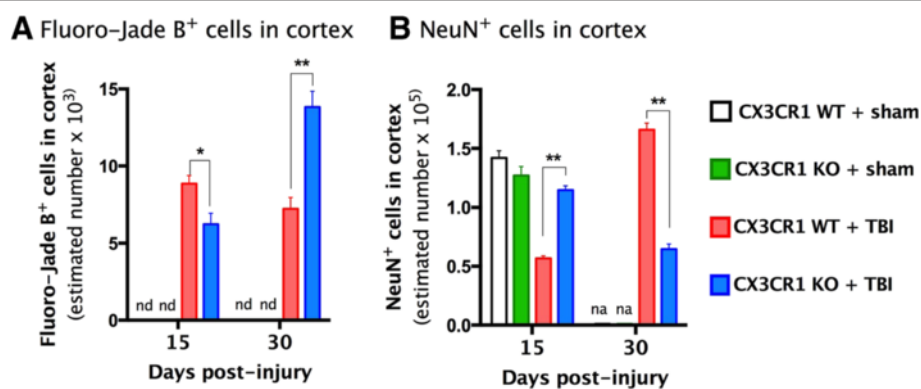 A Fluoro-Jade B+ cells in cortex
Fluoro-Jade B+ cells in cortex
(estimated number x 10³)
15
10
5
0
*
**
nd nd
nd nd
15
30
Days post-injury
B NeuN+ cells in cortex
NeuN+ cells in cortex
(estimated number x 10⁵)
2.0
1.5
1.0
0.5
0.0
**
**
na na
15
30
Days post-injury
CX3CR1 WT + sham
CX3CR1 KO + sham
CX3CR1 WT + TBI
CX3CR1 KO + TBI